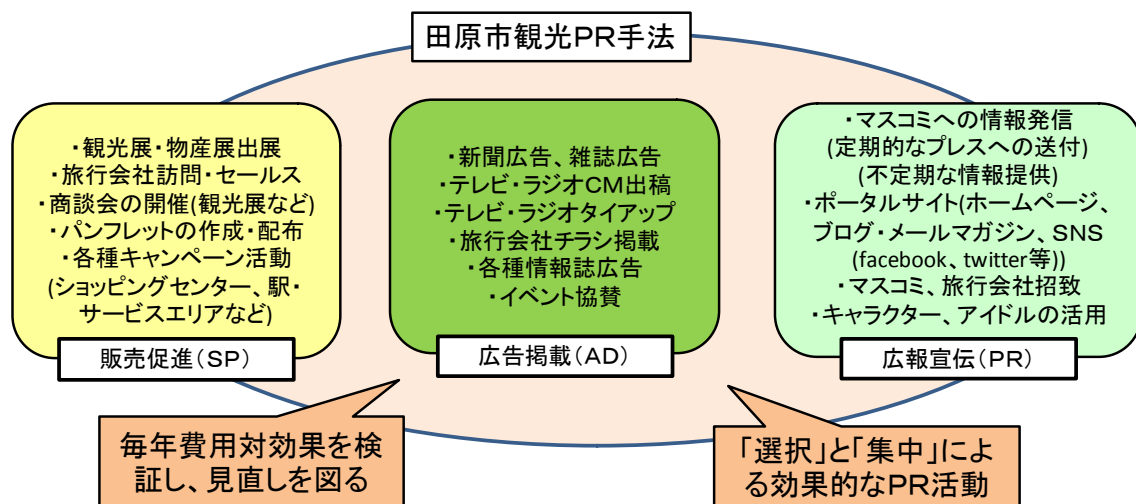 田原市観光PR手法
・観光展・物産展出展
・旅行会社訪問・セールス
・商談会の開催(観光展など)
・パンフレットの作成・配布
・各種キャンペーン活動
(ショッピングセンター、駅・
サービスエリアなど)
販売促進(SP)
・新聞広告、雑誌広告
・テレビ・ラジオCM出稿
・テレビ・ラジオタイアップ
・旅行会社チラシ掲載
・各種情報誌広告
・イベント協賛
広告掲載(AD)
・マスコミへの情報発信
(定期的なプレスへの送付)
(不定期な情報提供)
・ポータルサイト(ホームページ、
ブログ・メールマガジン、SNS
(facebook、twitter等))
・マスコミ、旅行会社招致
・キャラクター、アイドルの活用
広報宣伝(PR)
毎年費用対効果を検
証し、見直しを図る
「選択」と「集中」によ
る効果的なPR活動